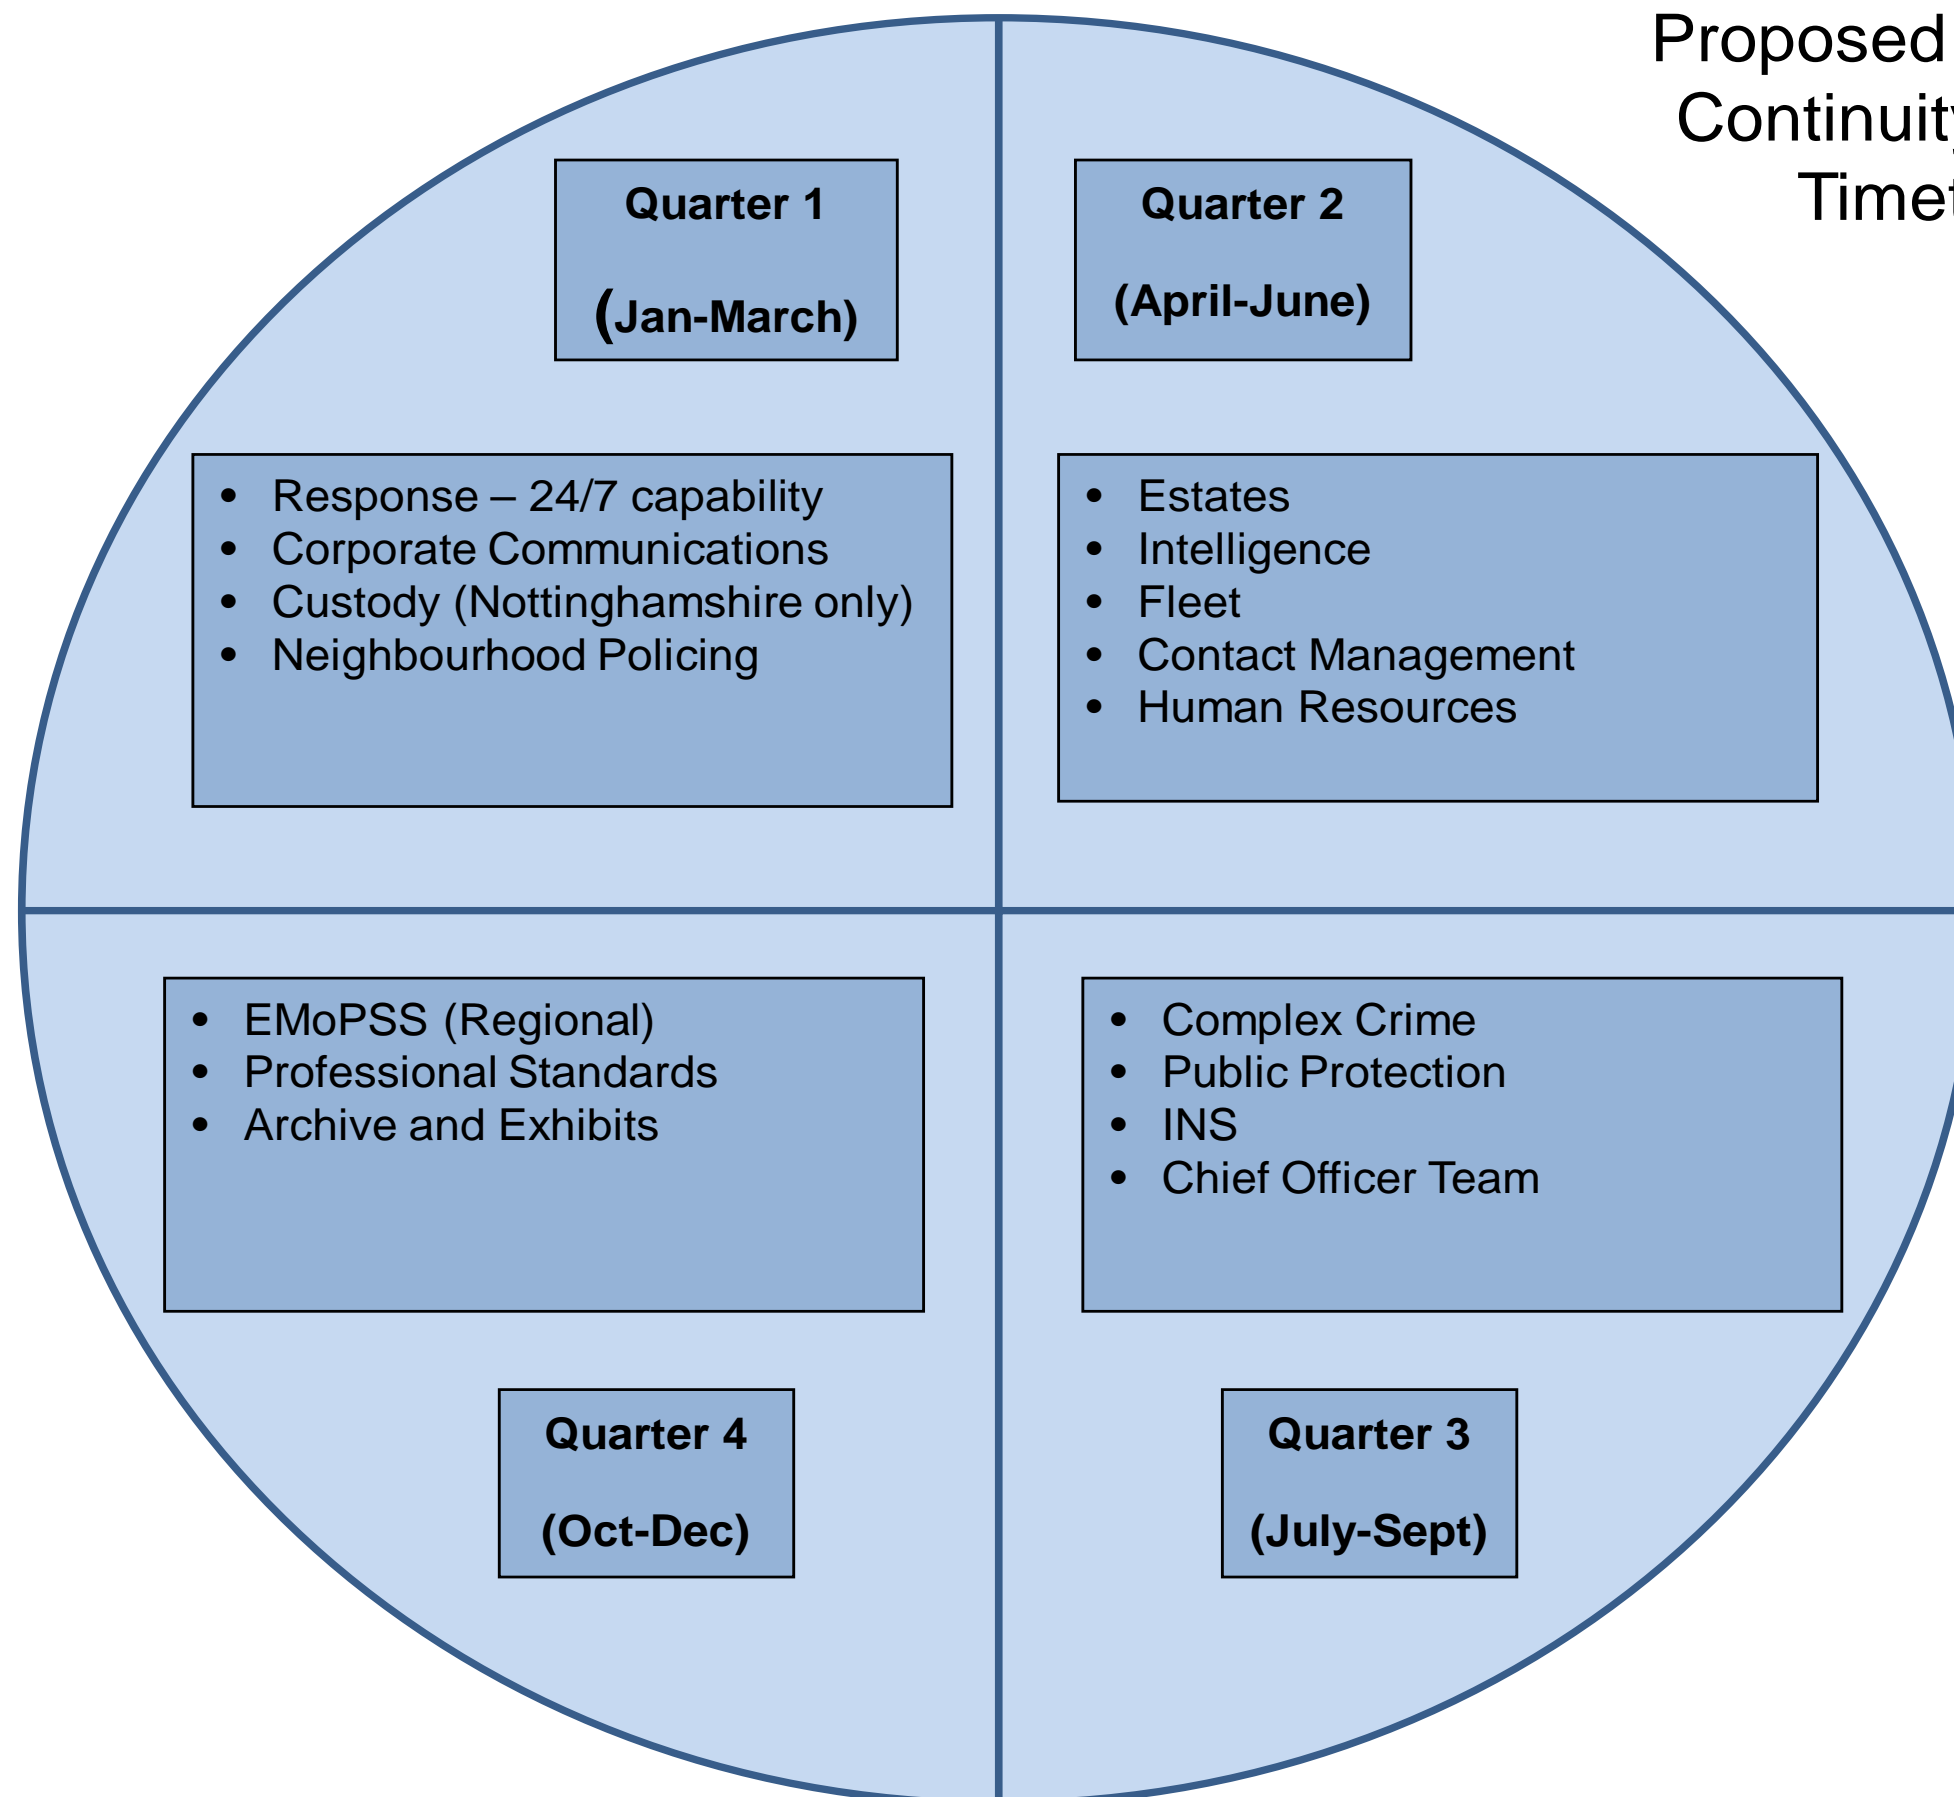 Proposed
Continuity
Quarter 1
(Jan-March)
Quarter 2
(April-June)
• Response – 24/7 capability
• Corporate Communications
• Custody (Nottinghamshire only)
• Neighbourhood Policing
• Estates
• Intelligence
• Fleet
• Contact Management
• Human Resources
• EMoPSS (Regional)
• Professional Standards
• Archive and Exhibits
• Complex Crime
• Public Protection
• INS
• Chief Officer Team
Quarter 4
(Oct-Dec)
Quarter 3
(July-Sept)